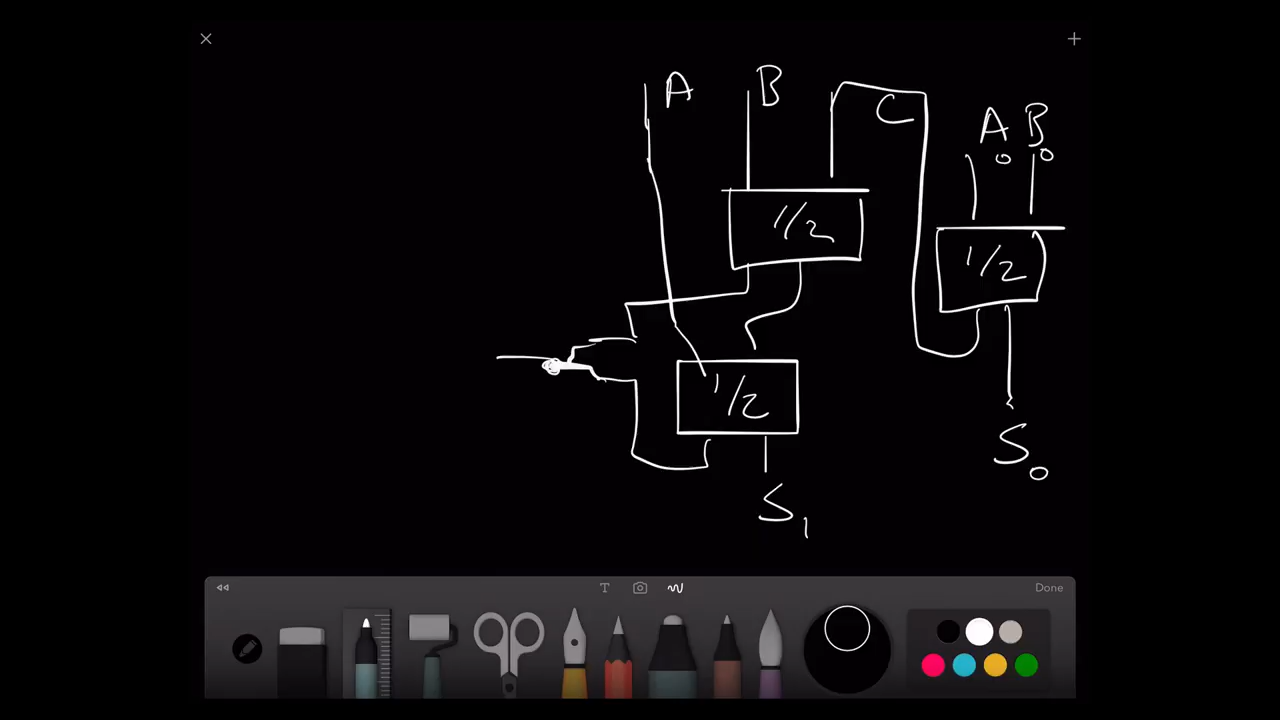 A B C
A₀ B₀
1/2
1/2
1/2
S₀
S₁
T
Done